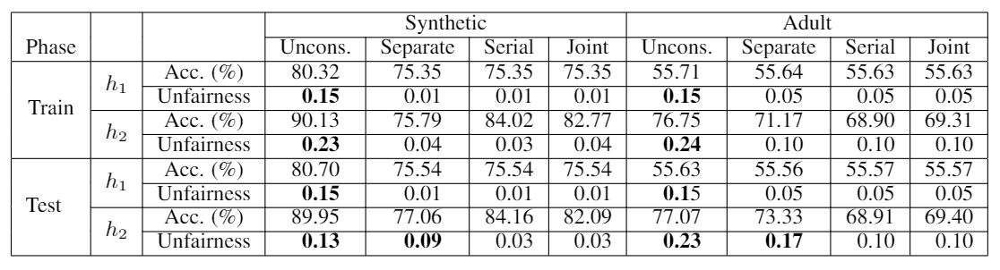 Synthetic Adult
Phase Uncons. Separate Serial Joint Uncons. Separate Serial Joint
Train h1 Acc. (%) 80.32 75.35 75.35 75.35 55.71 55.64 55.63 55.63
Unfairness 0.15 0.01 0.01 0.01 0.15 0.05 0.05 0.05
h2 Acc. (%) 90.13 75.79 84.02 82.77 76.75 71.17 68.90 69.31
Unfairness 0.23 0.04 0.03 0.04 0.24 0.10 0.10 0.10
Test h1 Acc. (%) 80.70 75.54 75.54 75.54 55.63 55.56 55.57 55.57
Unfairness 0.15 0.01 0.01 0.01 0.15 0.05 0.05 0.05
h2 Acc. (%) 89.95 77.06 84.16 82.09 77.07 73.33 68.91 69.40
Unfairness 0.13 0.09 0.03 0.03 0.23 0.17 0.10 0.10